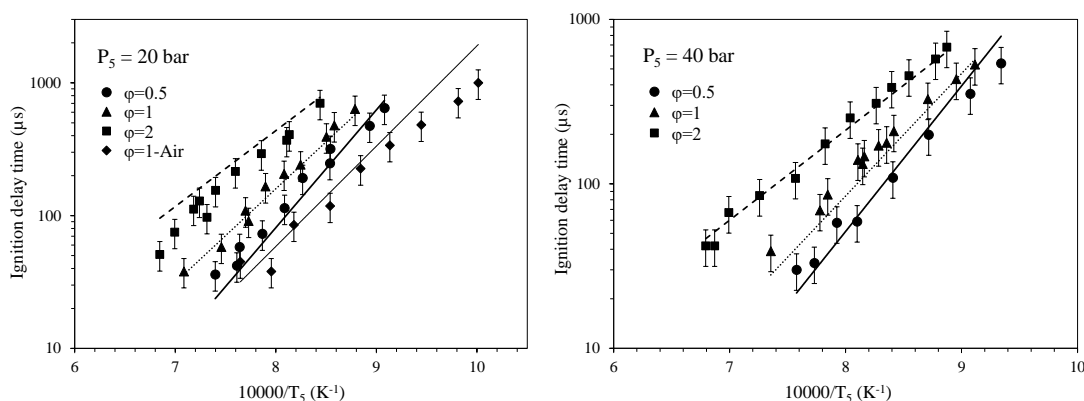 1000
100
10
Ignition delay time (µs)
P5 = 20 bar
φ=0.5
φ=1
φ=2
φ=1-Air
6 7 8 9 10
10000/T5 (K-1)
1000
100
10
Ignition delay time (µs)
P5 = 40 bar
φ=0.5
φ=1
φ=2
6 7 8 9 10
10000/T5 (K-1)